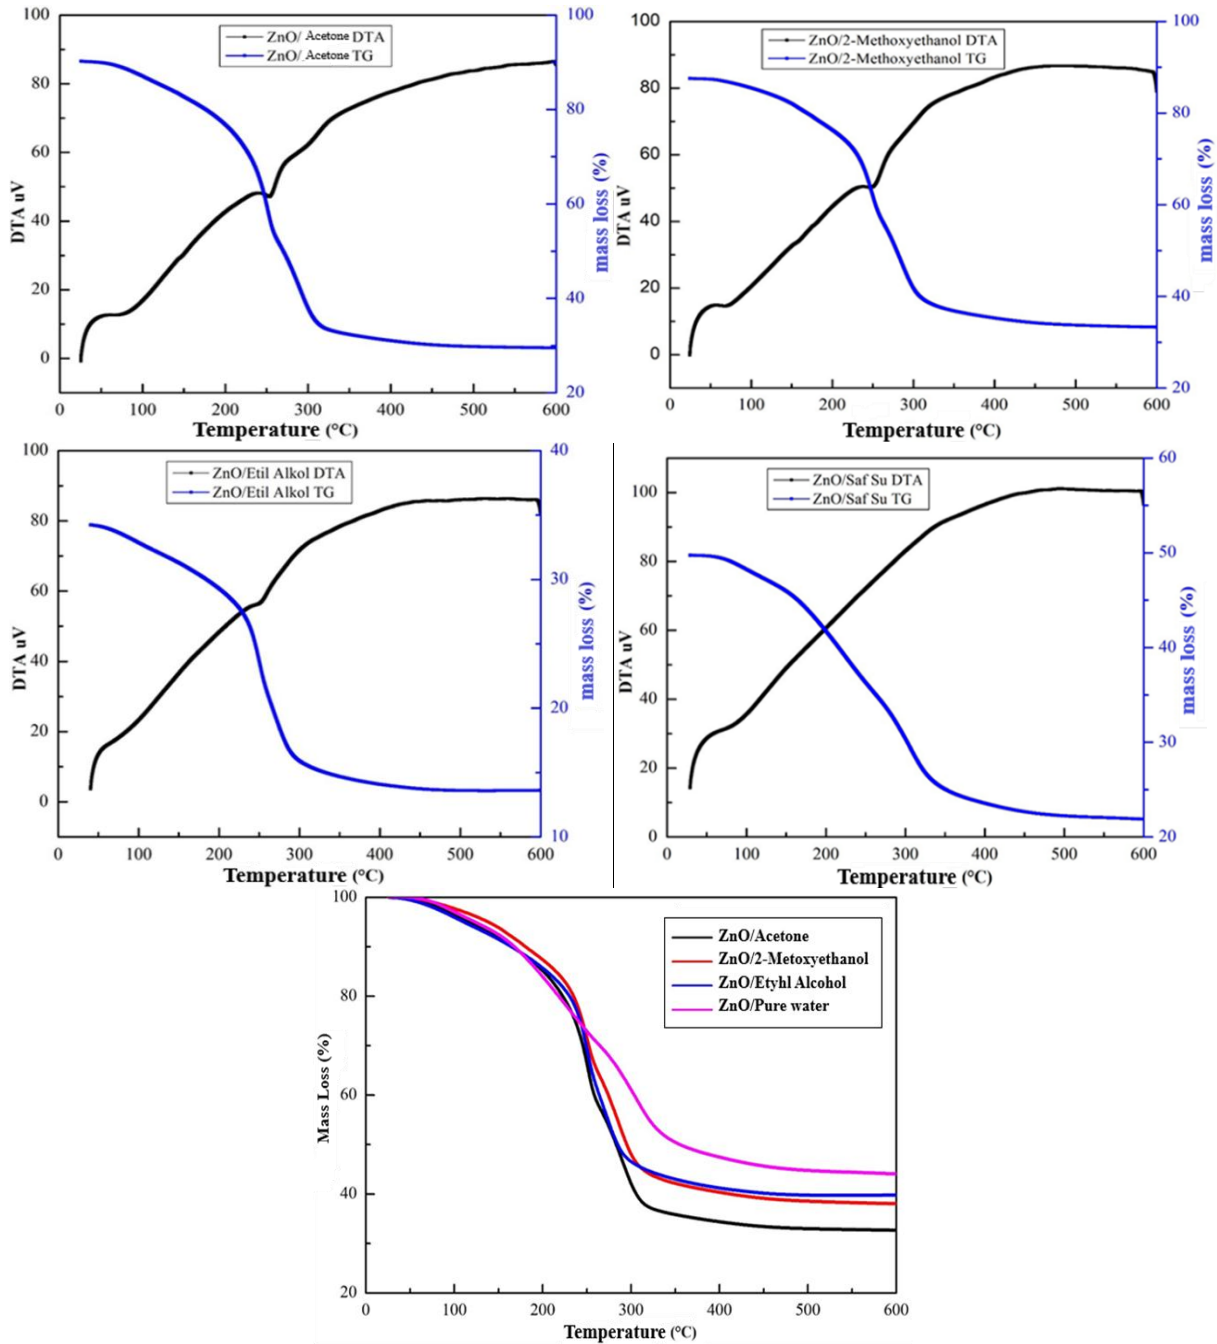 ZnO/ Acetone DTA
ZnO/ Acetone TG
100
80
60
40
20
0
DTA uV
100
80
60
40
20
mass loss (%)
0 100 200 300 400 500 600
Temperature (°C)
ZnO/2-Methoxyethanol DTA
ZnO/2-Methoxyethanol TG
100
80
60
40
20
0
DTA uV
100
80
60
40
20
mass loss (%)
0 100 200 300 400 500 600
Temperature (°C)
ZnO/Etil Alkol DTA
ZnO/Etil Alkol TG
100
80
60
40
20
0
DTA uV
40
30
20
10
mass loss (%)
0 100 200 300 400 500 600
Temperature (°C)
ZnO/Saf Su DTA
ZnO/Saf Su TG
100
80
60
40
20
0
DTA uV
60
50
40
30
20
mass loss (%)
0 100 200 300 400 500 600
Temperature (°C)
ZnO/Acetone
ZnO/2-Metoxyethanol
ZnO/Etyhl Alcohol
ZnO/Pure water
100
80
60
40
20
Mass Loss (%)
0 100 200 300 400 500 600
Temperature (°C)